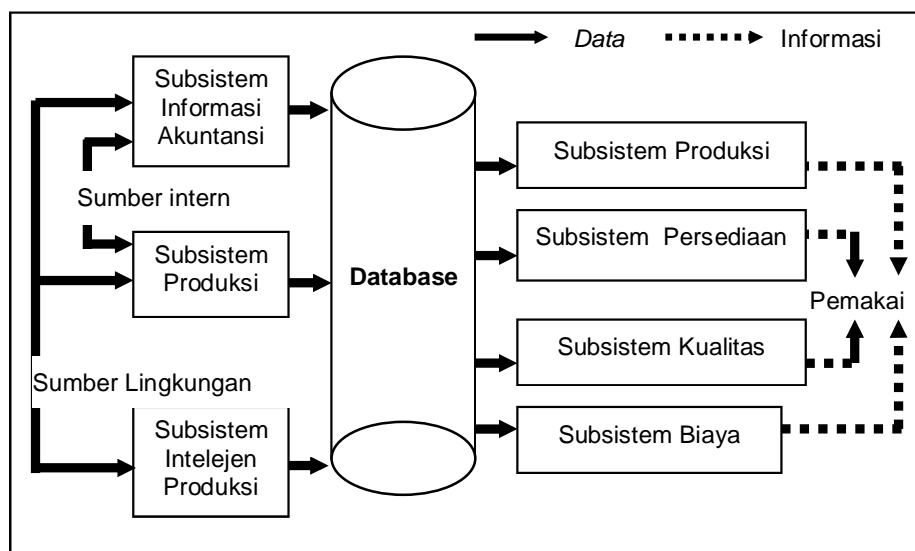 Data
Informasi
Subsistem
Informasi
Akuntansi
Sumber intern
Subsistem
Produksi
Sumber Lingkungan
Subsistem
Intelejen
Produksi
Database
Subsistem Produksi
Subsistem Persediaan
Subsistem Kualitas
Subsistem Biaya
Pemakai